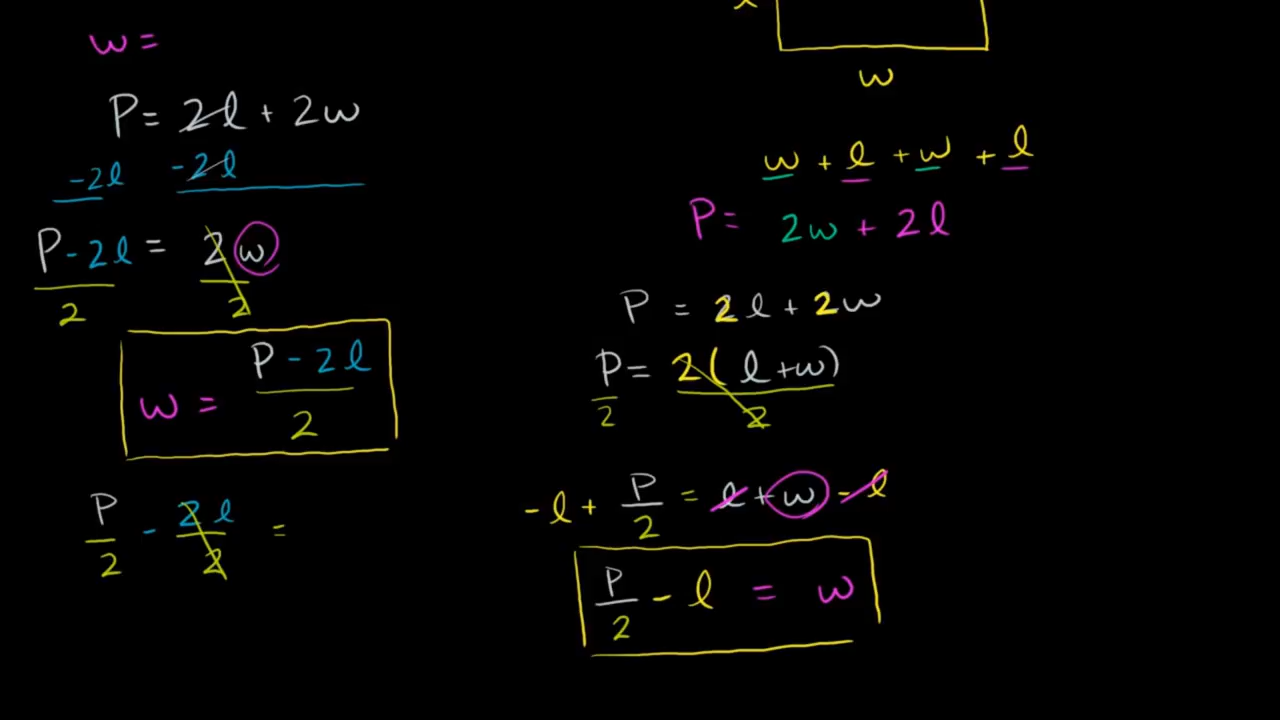 w =
P = 2l + 2w
-2l -2l
P - 2l = 2w
2 2
w = P - 2l
2
P - 2l =
2 2
w
w + l + w + l
P = 2w + 2l
P = 2l + 2w
P = 2(l + w)
2 2
-l + P = l + w - l
2
P - l = w
2